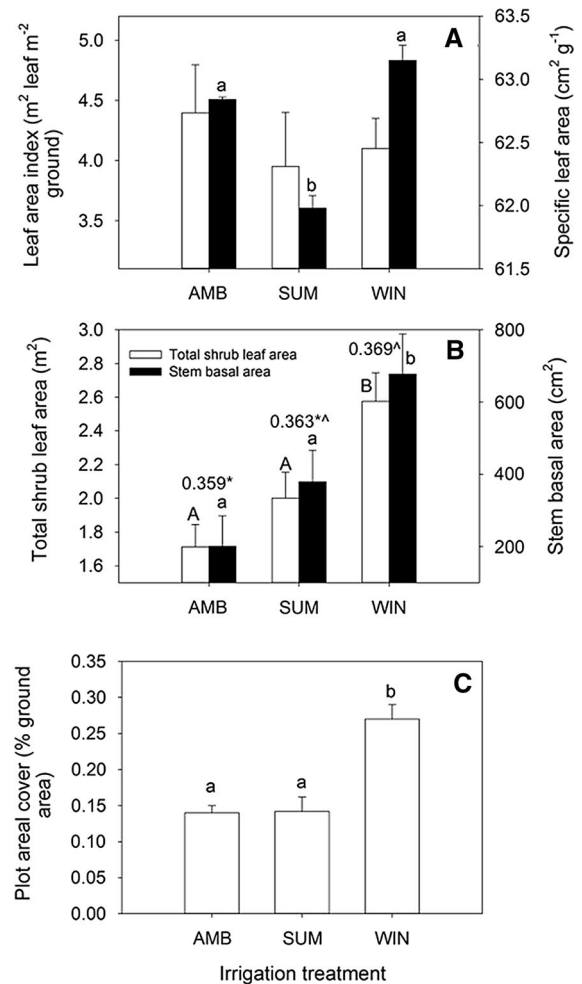 A
Leaf area index (m² leaf m⁻²
ground)
Specific leaf area (cm² g⁻¹)
5.0
4.5
4.0
3.5
63.5
63.0
62.5
62.0
61.5
a
b
a
AMB
SUM
WIN
B
Total shrub leaf area (m²)
Stem basal area (cm²)
3.0
2.8
2.6
2.4
2.2
2.0
1.8
1.6
800
600
400
200
Total shrub leaf area
Stem basal area
0.359*
0.363*^
0.369^
A
a
A
a
B
b
AMB
SUM
WIN
C
Plot areal cover (% ground
area)
0.35
0.30
0.25
0.20
0.15
0.10
0.05
0.00
a
a
b
AMB
SUM
WIN
Irrigation treatment